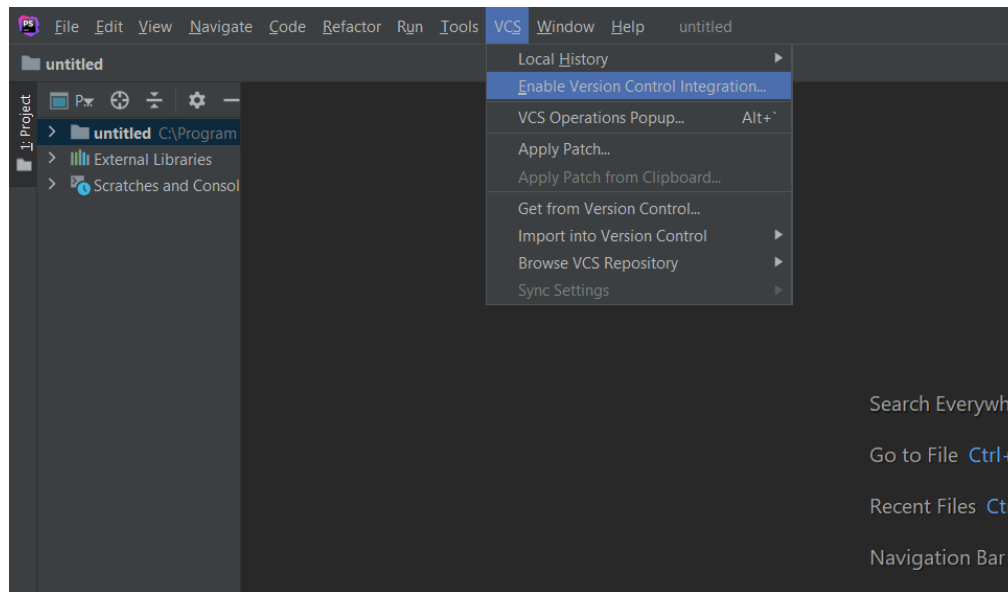 PS File Edit View Navigate Code Refactor Run Tools VCS Window Help untitled
untitled
1: Project
P
untitled C:\Program
External Libraries
Scratches and Consol
Local History
Enable Version Control Integration...
VCS Operations Popup... Alt+`
Apply Patch...
Apply Patch from Clipboard...
Get from Version Control...
Import into Version Control
Browse VCS Repository
Sync Settings
Search Everywh
Go to File Ctrl+
Recent Files Ct
Navigation Bar